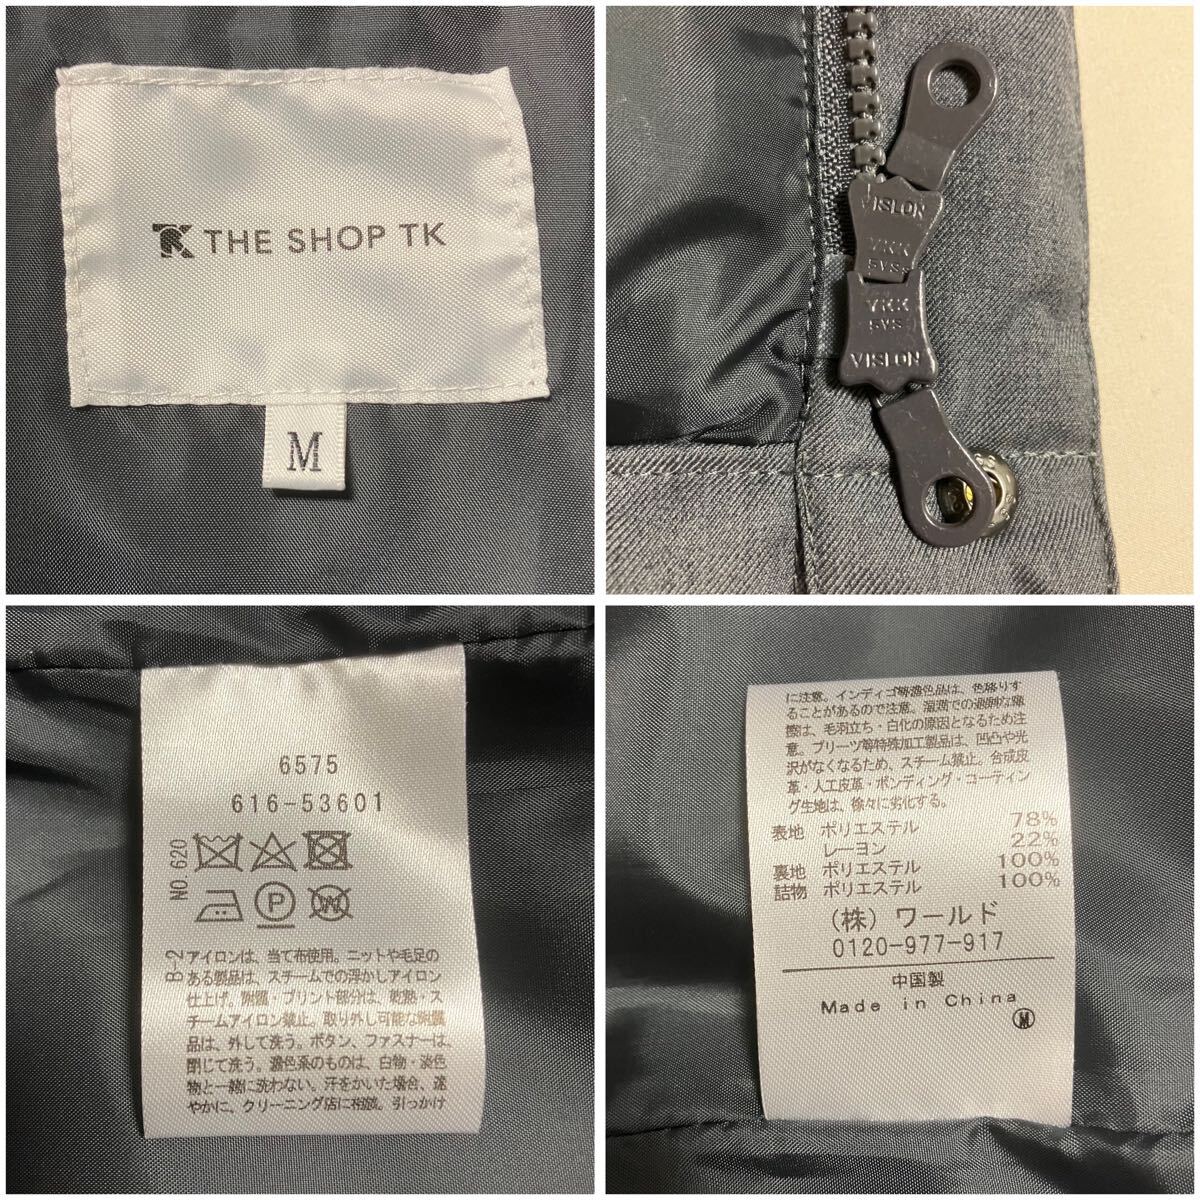 THE SHOP TK
M
VISLON
YKK
5VS
YKK
5VS
VISLON
6575
616-53601
NO.620
P
W
B-2
アイロンは、当て布使用。ニットや毛足の
ある製品は、スチームでの浮かしアイロン
仕上げ。附属・プリント部分は、乾熱・ス
チームアイロン禁止。取り外し可能な附属
品は、外して洗う。ボタン、ファスナーは、
閉じて洗う。濃色系のものは、白物・淡色
物と一緒に洗わない。汗をかいた場合、速
やかに、クリーニング店に相談。引っかけ
に注意。インディゴ等濃色品は、色移りす
ることがあるので注意。湿潤での過剰な摩
擦は、毛羽立ち・白化の原因となるため注
意。プリーツ等特殊加工製品は、凹凸や光
沢がなくなるため、スチーム禁止。合成皮
革・人工皮革・ボンディング・コーティン
グ生地は、徐々に劣化する。
表地 ポリエステル 78%
レーヨン 22%
裏地 ポリエステル 100%
詰物 ポリエステル 100%
(株) ワールド
0120-977-917
中国製
Made in China
M